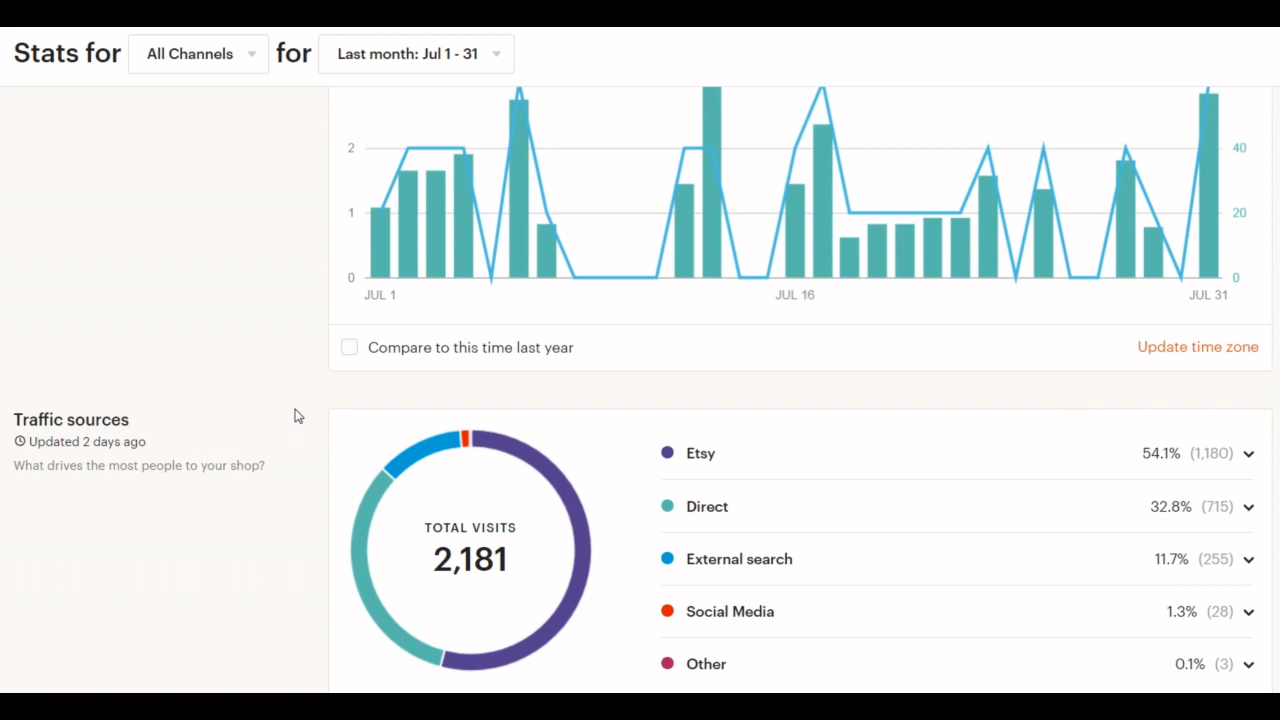 Stats for All Channels for Last month: Jul 1 - 31
2 40
1 20
0 0
JUL 1 JUL 16 JUL 31
Compare to this time last year Update time zone
Traffic sources
Updated 2 days ago
What drives the most people to your shop?
TOTAL VISITS
2,181
Etsy 54.1% (1,180)
Direct 32.8% (715)
External search 11.7% (255)
Social Media 1.3% (28)
Other 0.1% (3)